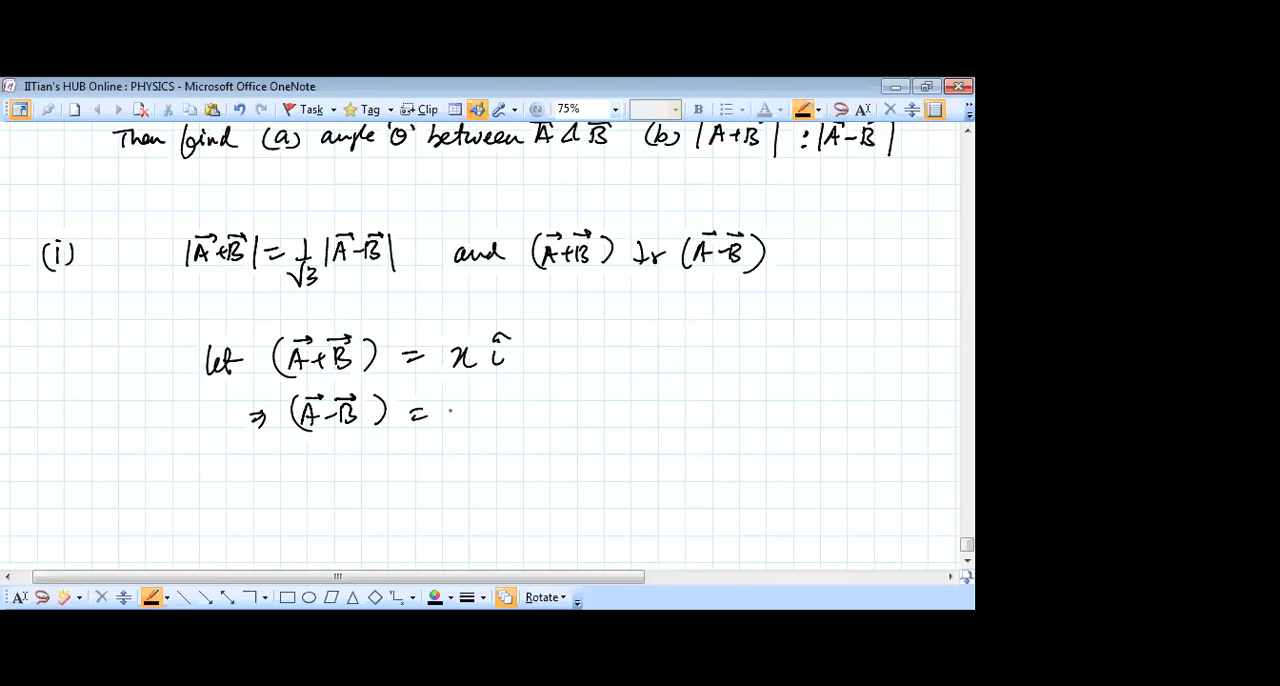 IITian's HUB Online : PHYSICS - Microsoft Office OneNote
Task Tag Clip 75% B A A
Then find (a) angle 'θ' between A⃗ & B⃗ (b) |A⃗+B⃗| : |A⃗-B⃗|
(i) |A⃗+B⃗| = 1/√3 |A⃗-B⃗| and (A⃗+B⃗) ⊥r (A⃗-B⃗)
let (A⃗+B⃗) = x î
⇒ (A⃗-B⃗) =
A Rotate